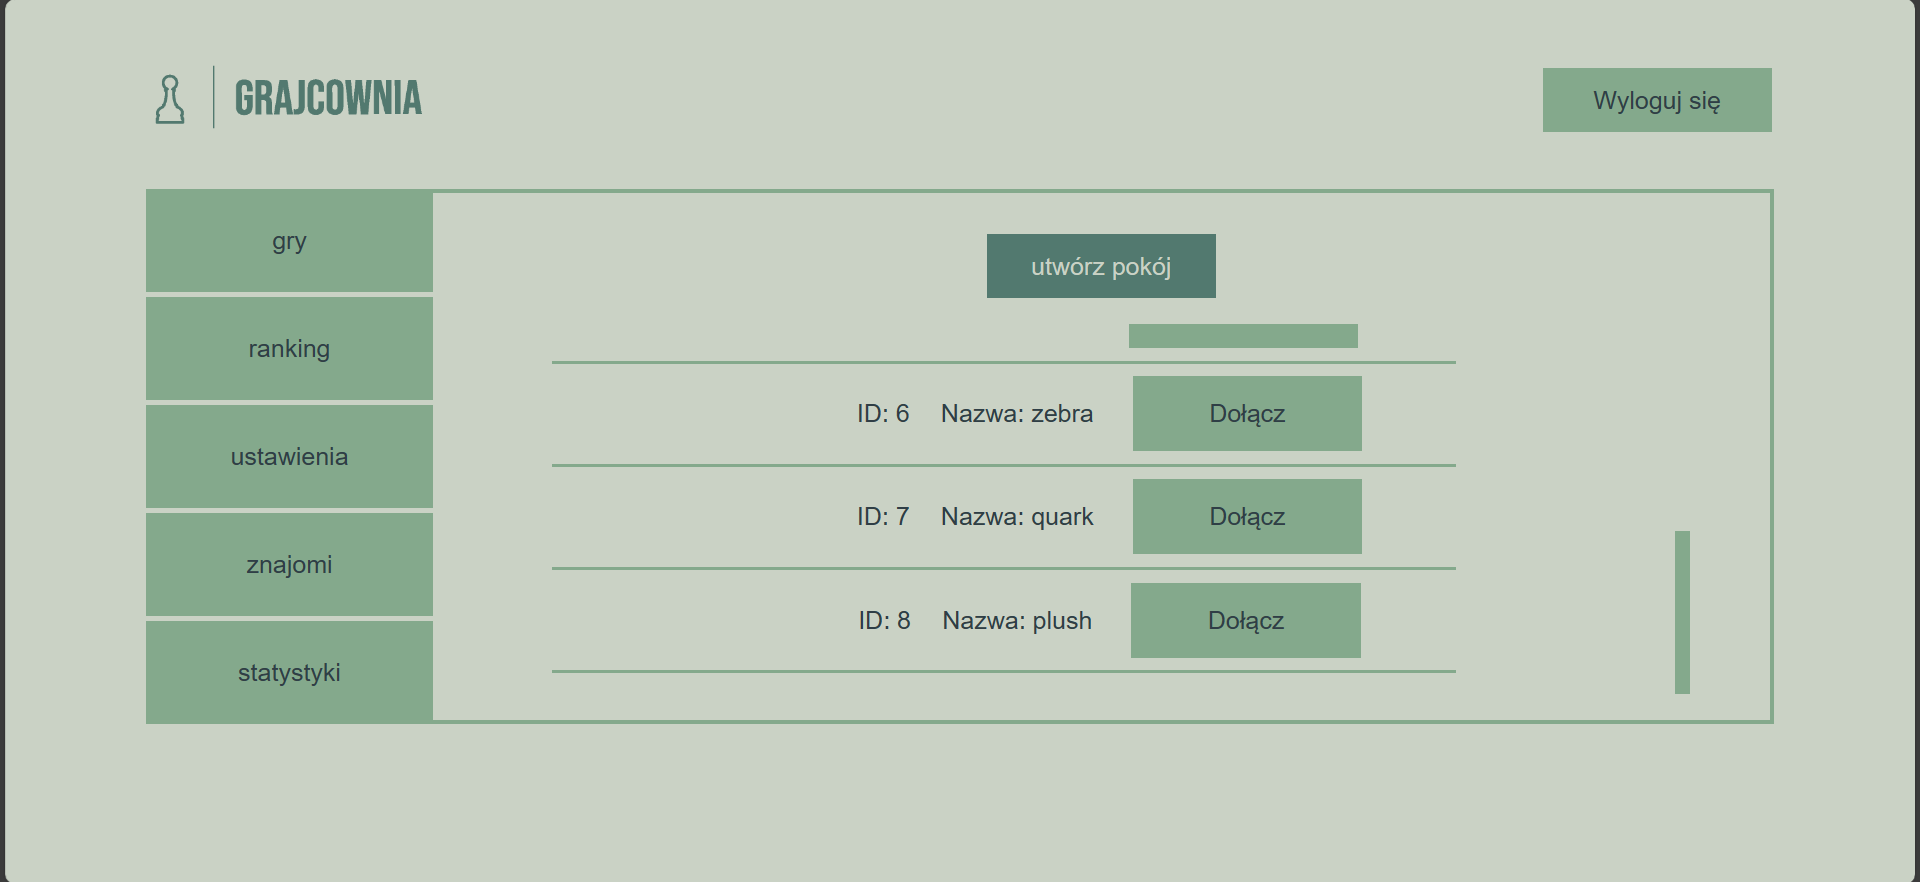 GRAJCOWNIA
Wyloguj się
gry
ranking
ustawienia
znajomi
statystyki
utwórz pokój
ID: 6 Nazwa: zebra Dołącz
ID: 7 Nazwa: quark Dołącz
ID: 8 Nazwa: plush Dołącz